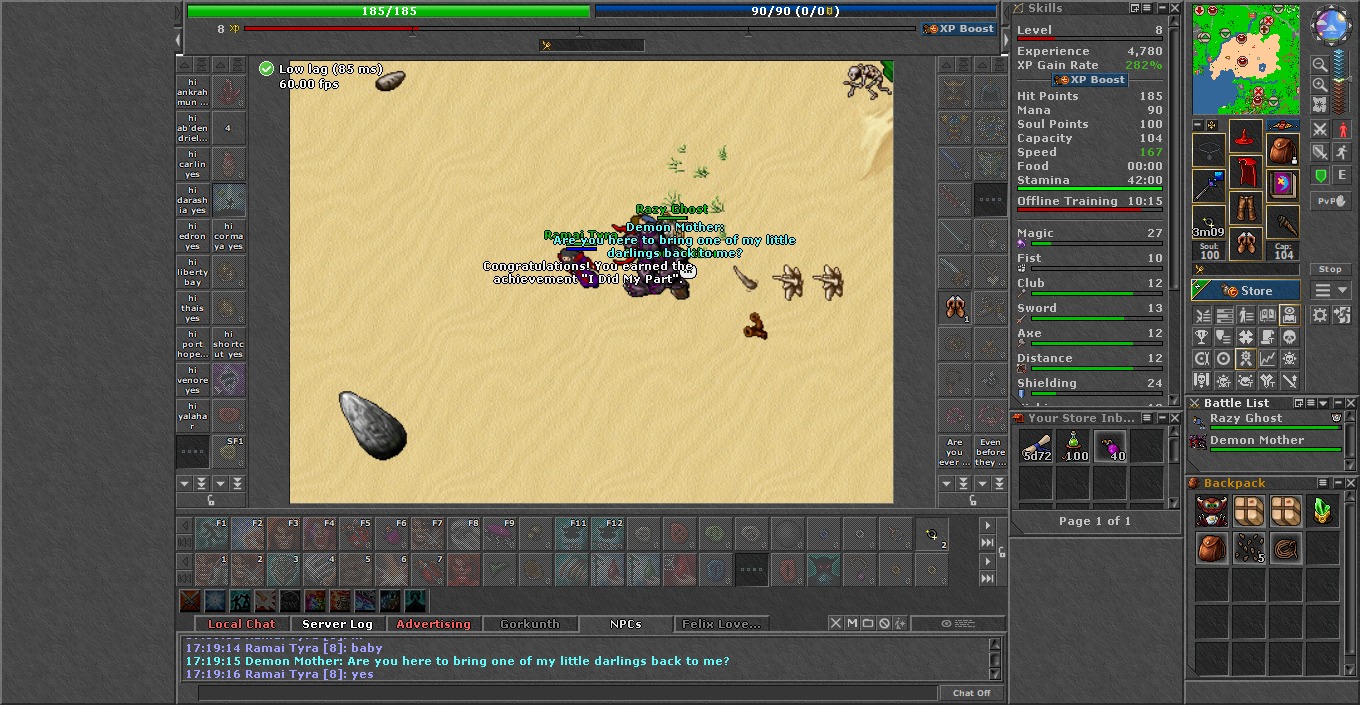 185/185
90/90 (0/0)
8 XP
XP Boost
Low lag (85 ms)
60.00 fps
hi
ankrah
mun ...
hi
ab'den
driel...
4
hi
carlin
yes
hi
darash
ia yes
hi
edron
yes
hi
corma
ya yes
hi
liberty
bay
hi
thais
yes
hi
port
hope...
hi
shortc
ut yes
hi
venore
yes
hi
yalaha
r
SF1
Razy Ghost
Demon Mother:
Are you here to bring one of my little
darlings back to me?
Ramai Tyra
Congratulations! You earned the
achievement "I Did My Part".
1
Are
you
ever ...
Even
before
they ...
F1 F2 F3 F4 F5 F6 F7 F8 F9 F11 F12
2
1 2 3 4 5 6 7
Local Chat
Server Log
Advertising
Gorkunth
NPCs
Felix Love...
17:19:14 Ramai Tyra [8]: baby
17:19:15 Demon Mother: Are you here to bring one of my little darlings back to me?
17:19:16 Ramai Tyra [8]: yes
Chat Off
Skills
Level 8
Experience 4,780
XP Gain Rate 282%
XP Boost
Hit Points 185
Mana 90
Soul Points 100
Capacity 104
Speed 167
Food 00:00
Stamina 42:00
Offline Training 10:15
Magic 27
Fist 10
Club 12
Sword 13
Axe 12
Distance 12
Shielding 24
Your Store Inb...
5d72
100
40
Page 1 of 1
3m09
Soul:
100
Cap:
104
E
PvP
Stop
Store
Battle List
Razy Ghost
Demon Mother
Backpack
5